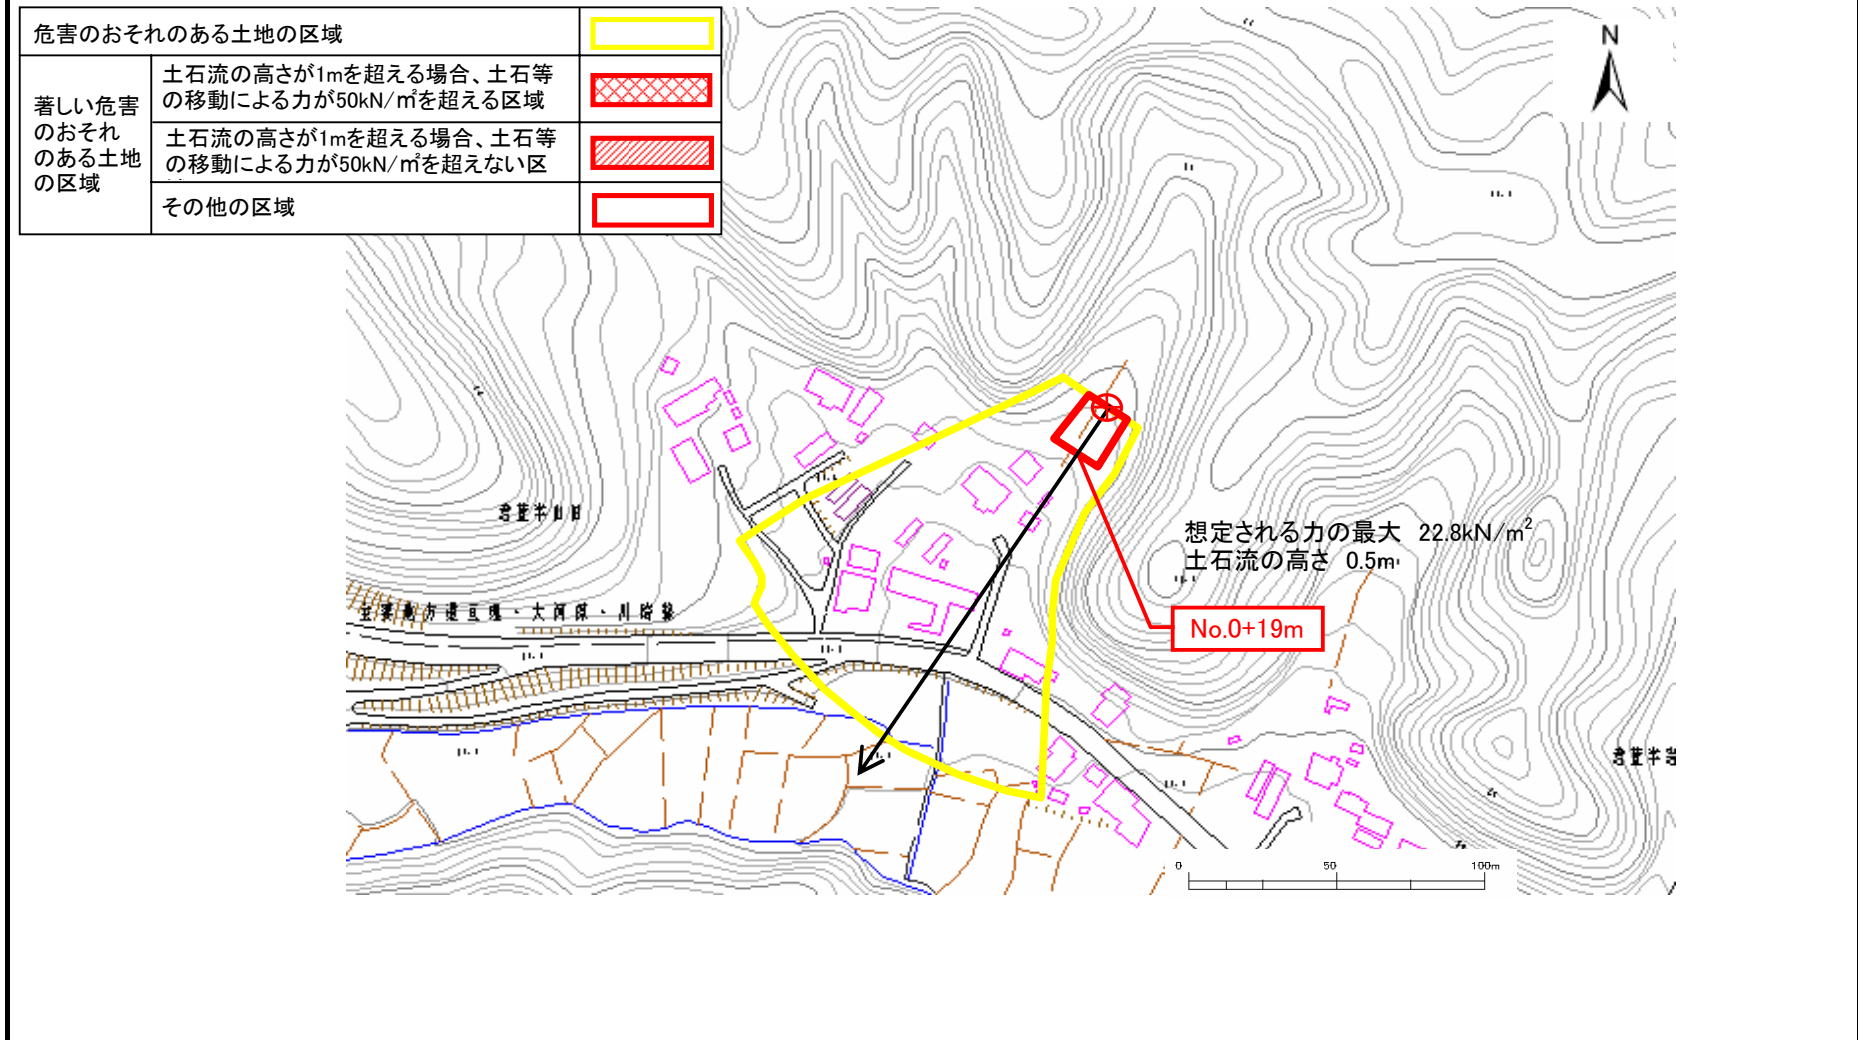 危害のおそれのある土地の区域
著しい危害
のおそれ
のある土地
の区域
土石流の高さが1mを超える場合、土石等
の移動による力が50kN/㎡を超える区域
土石流の高さが1mを超える場合、土石等
の移動による力が50kN/㎡を超えない区
その他の区域
N
想定される力の最大 22.8kN/m²
土石流の高さ 0.5m
No.0+19m
0 50 100m